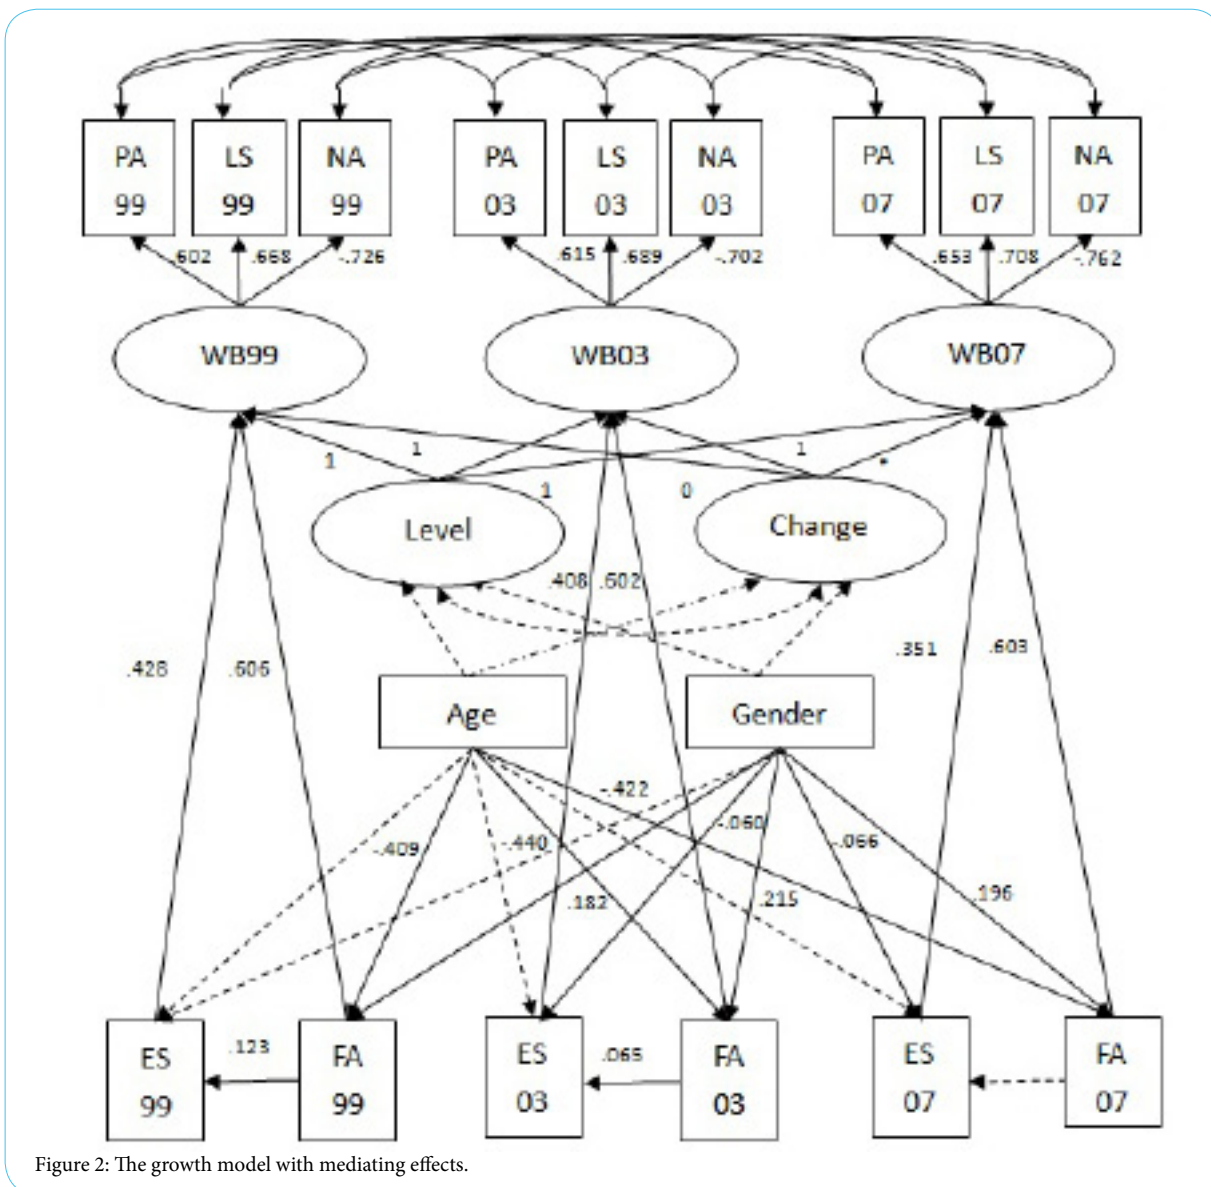 PA LS NA PA LS NA PA LS NA
99 99 99 03 03 03 07 07 07
.602 .668 -.726 .615 .689 -.702 .653 .708 -.762
WB99 WB03 WB07
1 1 1 0 1 *
Level Change
.408 .602
.428 .606 .351 .603
Age Gender
-.422
-.409 -.440 -.060 -.066
.182 .215 .196
ES FA ES FA ES FA
99 99 03 03 07 07
.123 .065
Figure 2: The growth model with mediating effects.